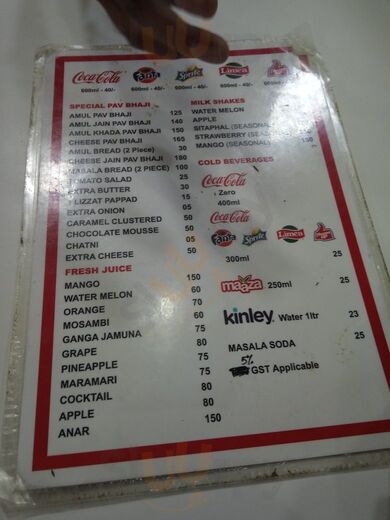 Coca-Cola Fanta Sprite Limca
600ml - 40/- 600ml - 40/- 600ml - 40/- 600ml - 40/- 600ml - 40/-
SPECIAL PAV BHAJI
AMUL PAV BHAJI 125
AMUL JAIN PAV BHAJI 140
AMUL KHADA PAV BHAJI 150
CHEESE PAV BHAJI 165
AMUL BREAD (2 Piece) 30
CHEESE JAIN PAV BHAJI 180
MASALA BREAD (2 PIECE) 100
TOMATO SALAD 25
EXTRA BUTTER 30
LIZZAT PAPPAD 15
EXTRA ONION 05
CARAMEL CLUSTERED 50
CHOCOLATE MOUSSE 50
CHATNI 05
EXTRA CHEESE 50
FRESH JUICE
MANGO 150
WATER MELON 60
ORANGE 70
MOSAMBI 60
GANGA JAMUNA 75
GRAPE 80
PINEAPPLE 75
MARAMARI 75
COCKTAIL 80
APPLE 80
ANAR 150
MILK SHAKES
WATER MELON
APPLE
SITAPHAL (SEASONAL)
STRAWBERRY (SEASONAL)
MANGO (SEASONAL) 150
COLD BEVERAGES
Coca-Cola
Zero
400ml
Coca-Cola Fanta Sprite Limca
300ml 25
maaza 250ml 25
kinley Water 1ltr 23
MASALA SODA 25
5%
GST Applicable